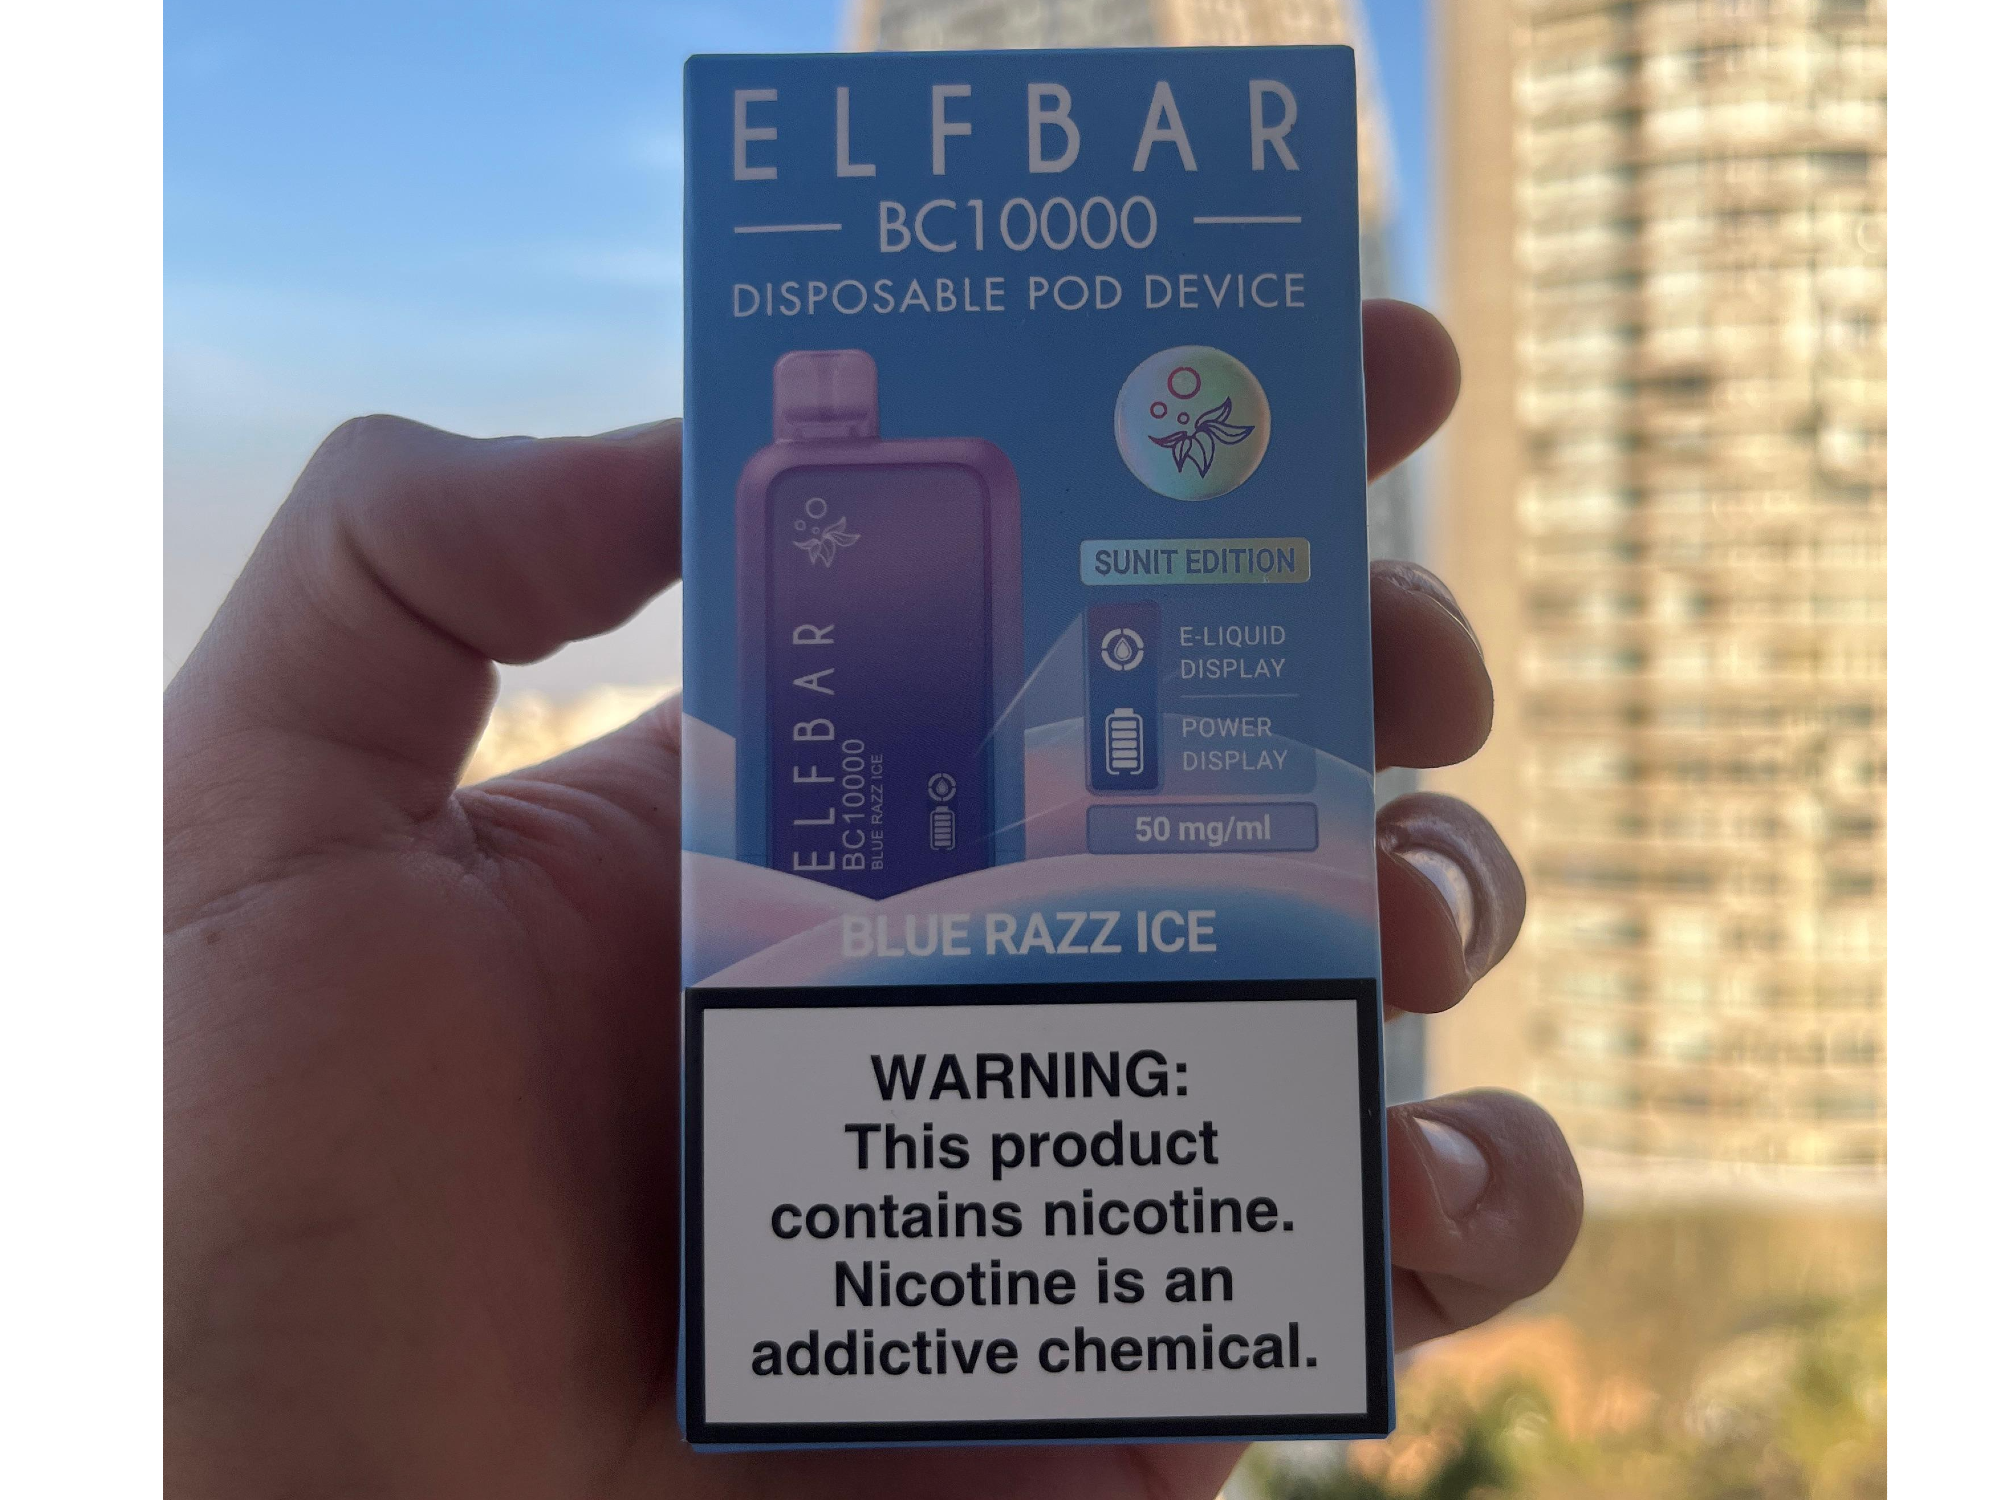 ELFBAR
BC10000
DISPOSABLE POD DEVICE
SUNIT EDITION
E-LIQUID
DISPLAY
POWER
DISPLAY
50 mg/ml
ELFBAR
BC10000
BLUE RAZZ ICE
BLUE RAZZ ICE
WARNING:
This product
contains nicotine.
Nicotine is an
addictive chemical.